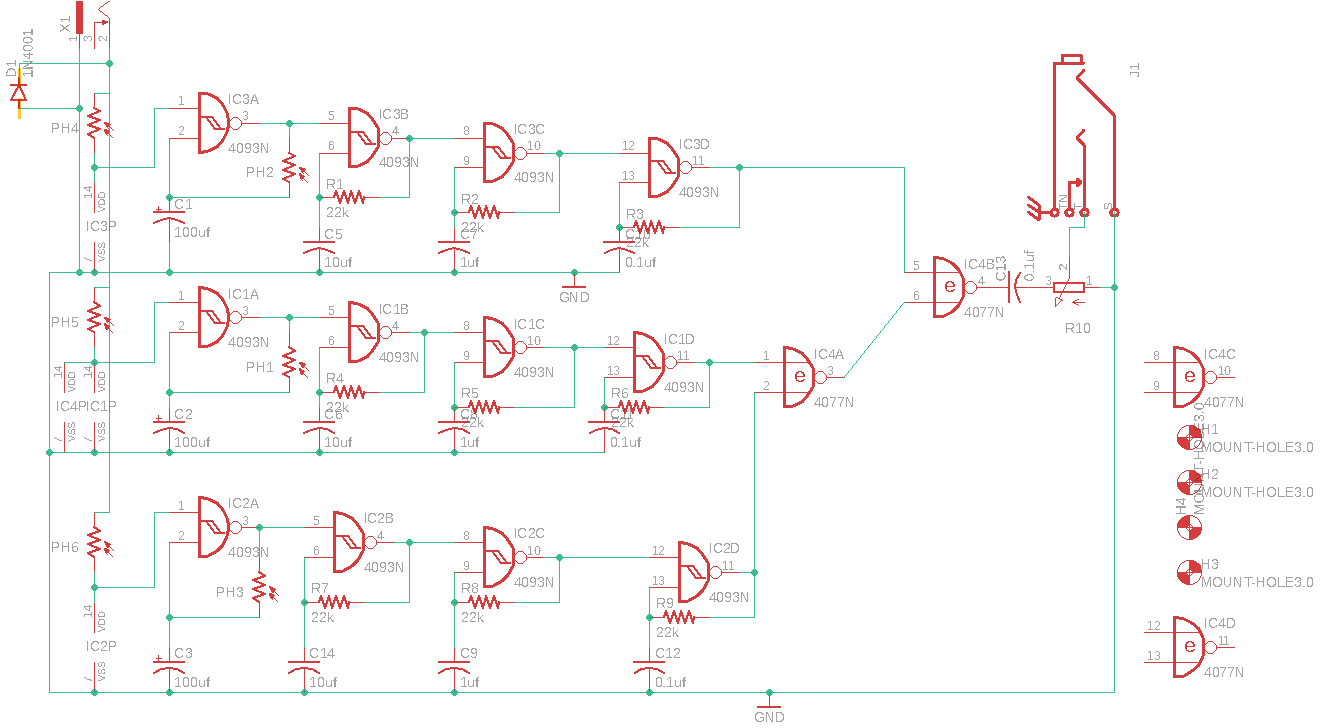 X1
1
3
2
D1
1N4001
J1
PH4
1
2
IC3A
3
4093N
PH2
5
6
IC3B
4
4093N
8
9
IC3C
10
4093N
12
13
IC3D
11
4093N
R1
22k
R2
22k
R3
22k
14
VDD
IC3P
7
VSS
C1
100uf
C5
10uf
C7
1uf
C10
0.1uf
GND
TN
T
S
5
6
IC4B
4
4077N
C13
0.1uf
3
2
1
R10
PH5
1
2
IC1A
3
4093N
PH1
5
6
IC1B
4
4093N
8
9
IC1C
10
4093N
12
13
IC1D
11
4093N
1
2
IC4A
3
4077N
R4
22k
R5
22k
R6
22k
14
VDD
14
VDD
IC4P
IC1P
7
VSS
7
VSS
C2
100uf
C6
10uf
1uf
C11
0.1uf
8
9
IC4C
10
4077N
H1
MOUNT-HOLE3.0
H2
MOUNT-HOLE3.0
H4
MOUNT-HOLE3.0
H3
MOUNT-HOLE3.0
PH6
1
2
IC2A
3
4093N
PH3
5
6
IC2B
4
4093N
8
9
IC2C
10
4093N
12
13
IC2D
11
4093N
R7
22k
R8
22k
R9
22k
14
VDD
IC2P
7
VSS
C3
100uf
C14
10uf
C9
1uf
C12
0.1uf
GND
12
13
IC4D
11
4077N